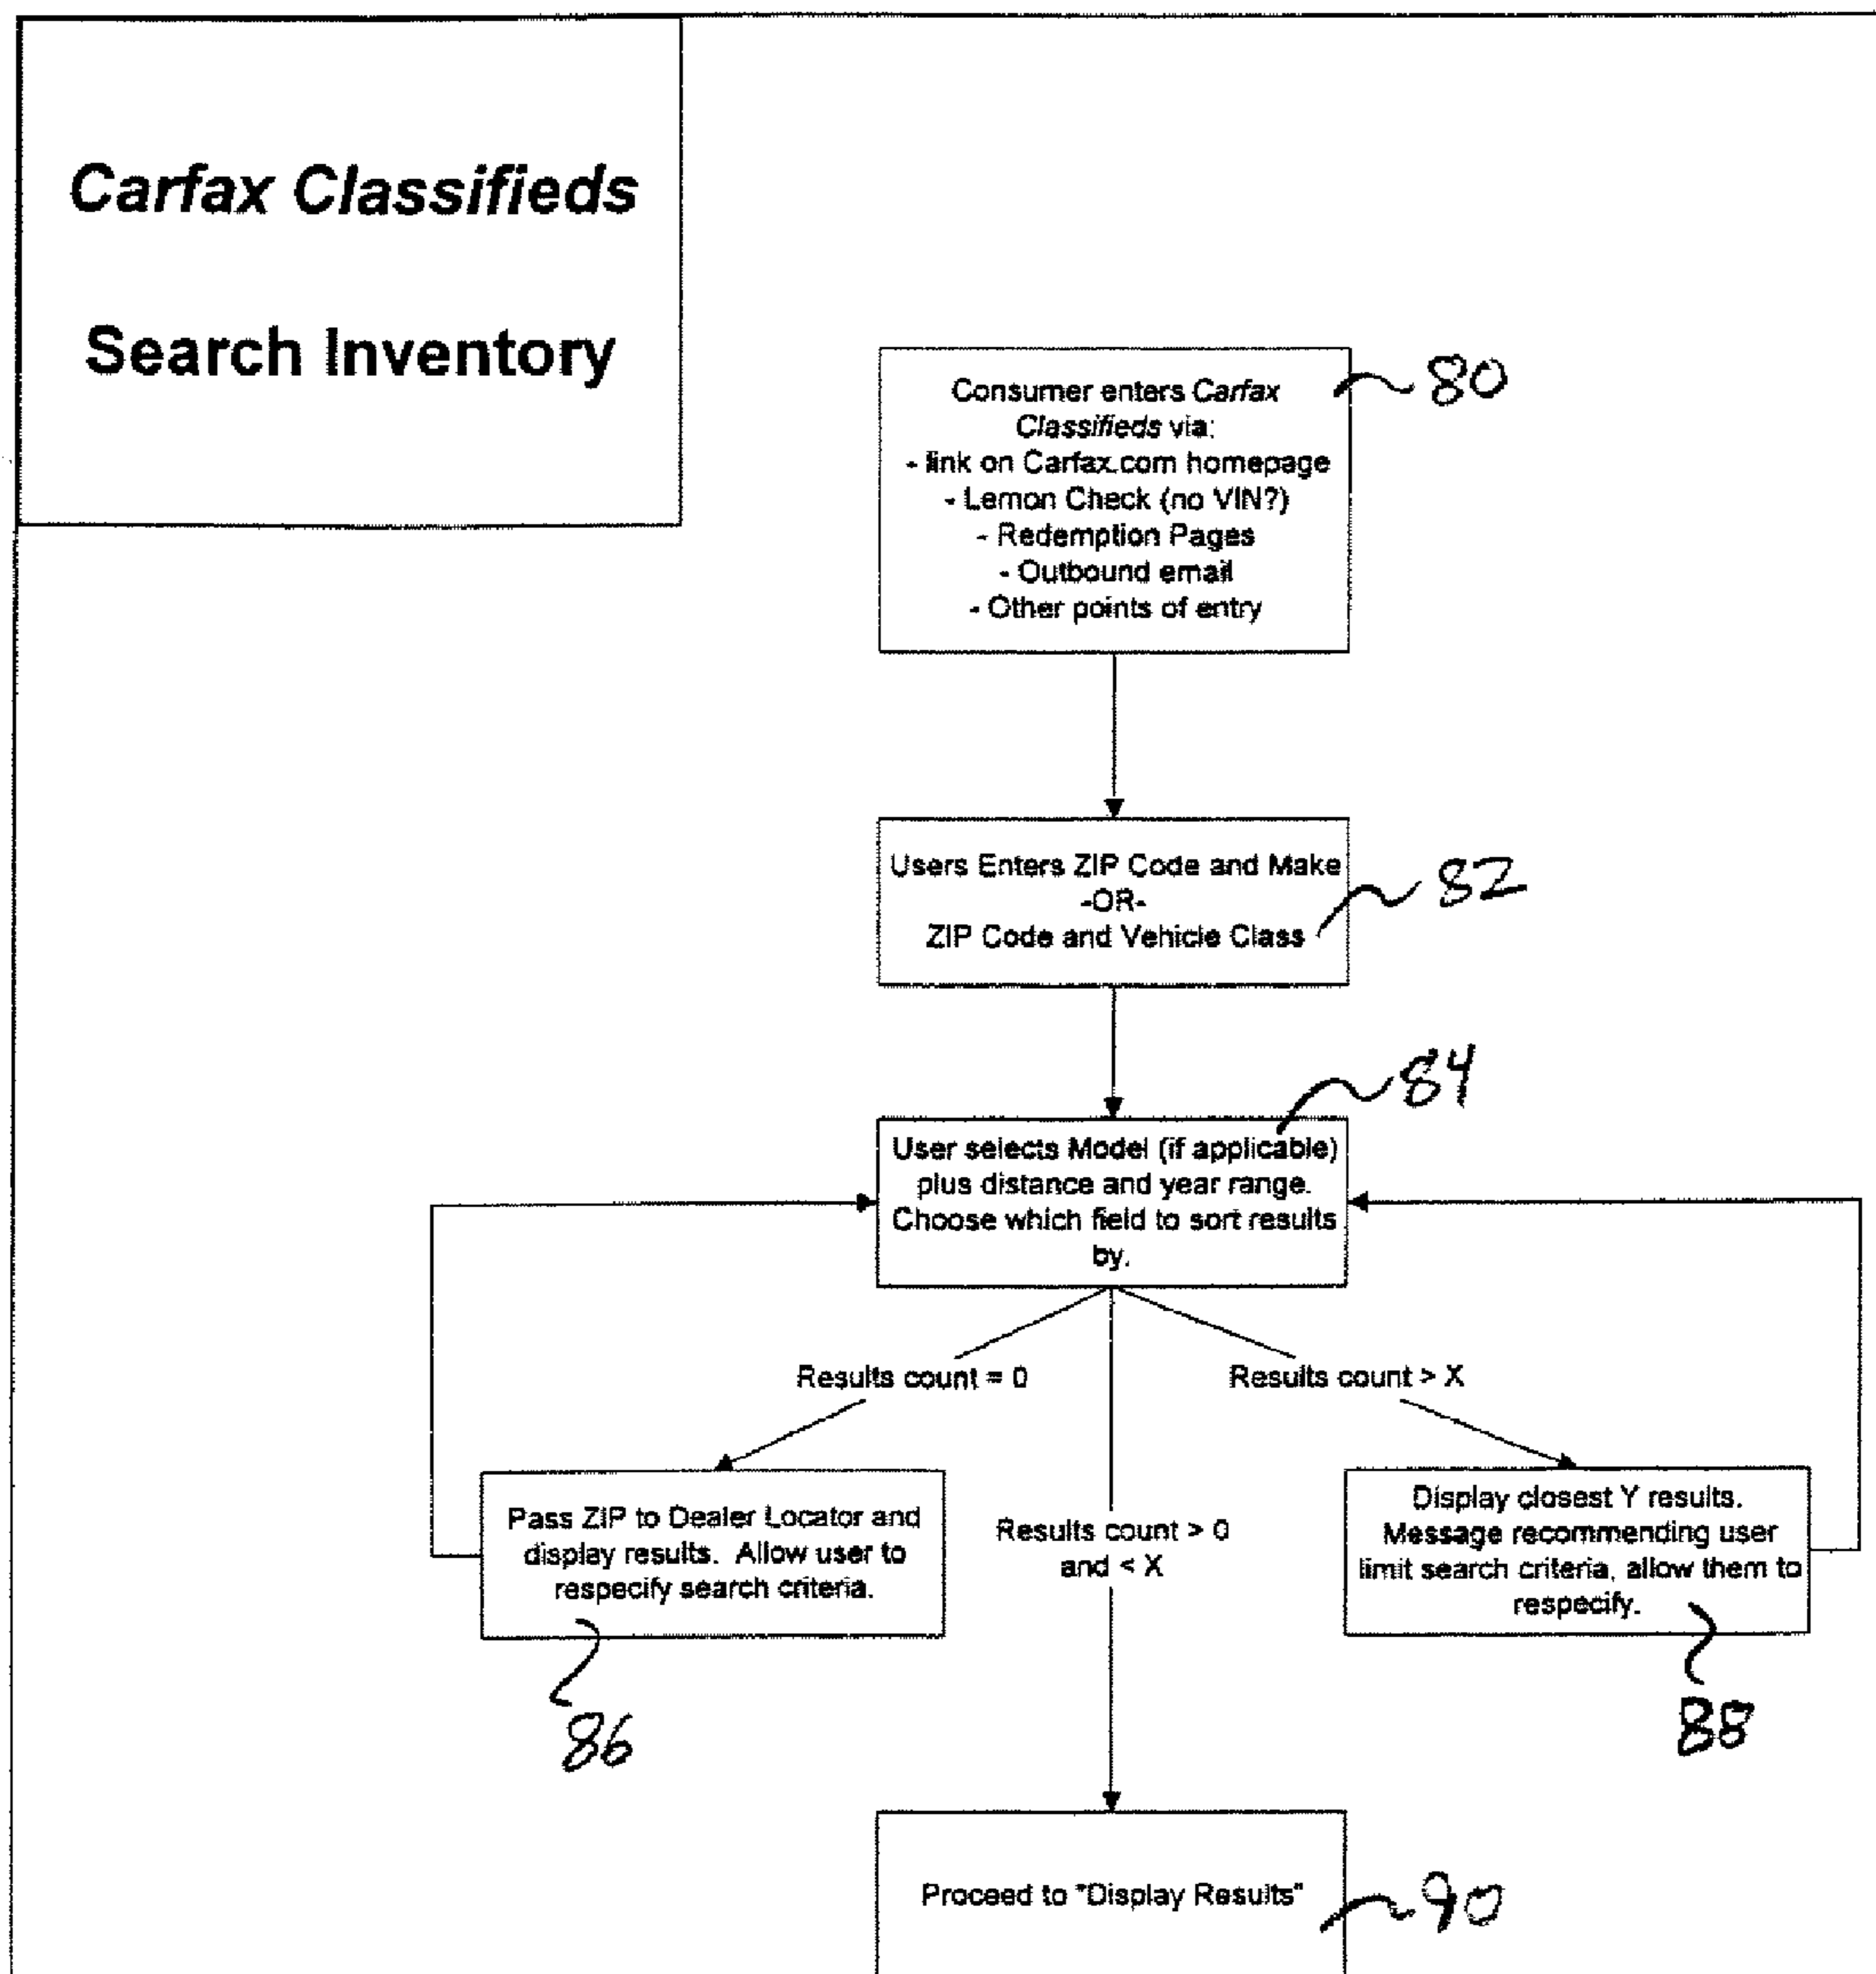 Carfax Classifieds
Search Inventory
Consumer enters Carfax
Classifieds via:
- link on Carfax.com homepage
- Lemon Check (no VIN?)
- Redemption Pages
- Outbound email
- Other points of entry
80
Users Enters ZIP Code and Make
-OR-
ZIP Code and Vehicle Class
82
84
User selects Model (if applicable)
plus distance and year range.
Choose which field to sort results
by.
Results count = 0
Results count > X
Pass ZIP to Dealer Locator and
display results. Allow user to
respecify search criteria.
86
Results count > 0
and < X
Display closest Y results.
Message recommending user
limit search criteria, allow them to
respecify.
88
Proceed to "Display Results"
90